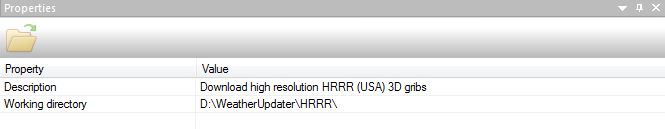 Properties
Property Value
Description Download high resolution HRRR (USA) 3D gribs
Working directory D:\WeatherUpdater\HRRR\